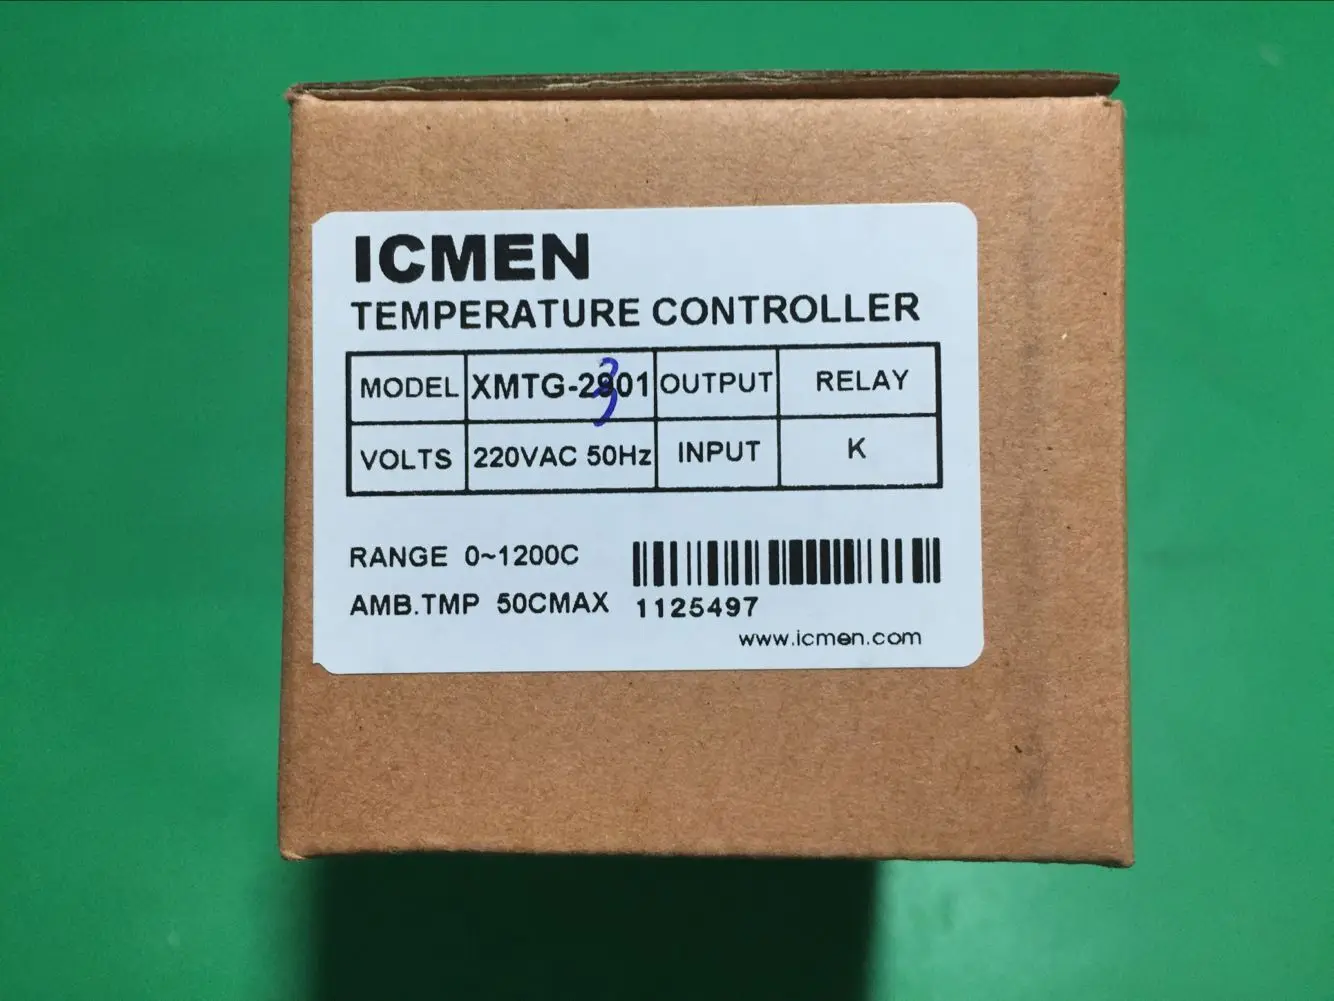 ICMEN
TEMPERATURE CONTROLLER
MODEL XMTG-2301 OUTPUT RELAY
VOLTS 220VAC 50Hz INPUT K
RANGE 0~1200C
AMB.TMP 50CMAX 1125497
www.icmen.com